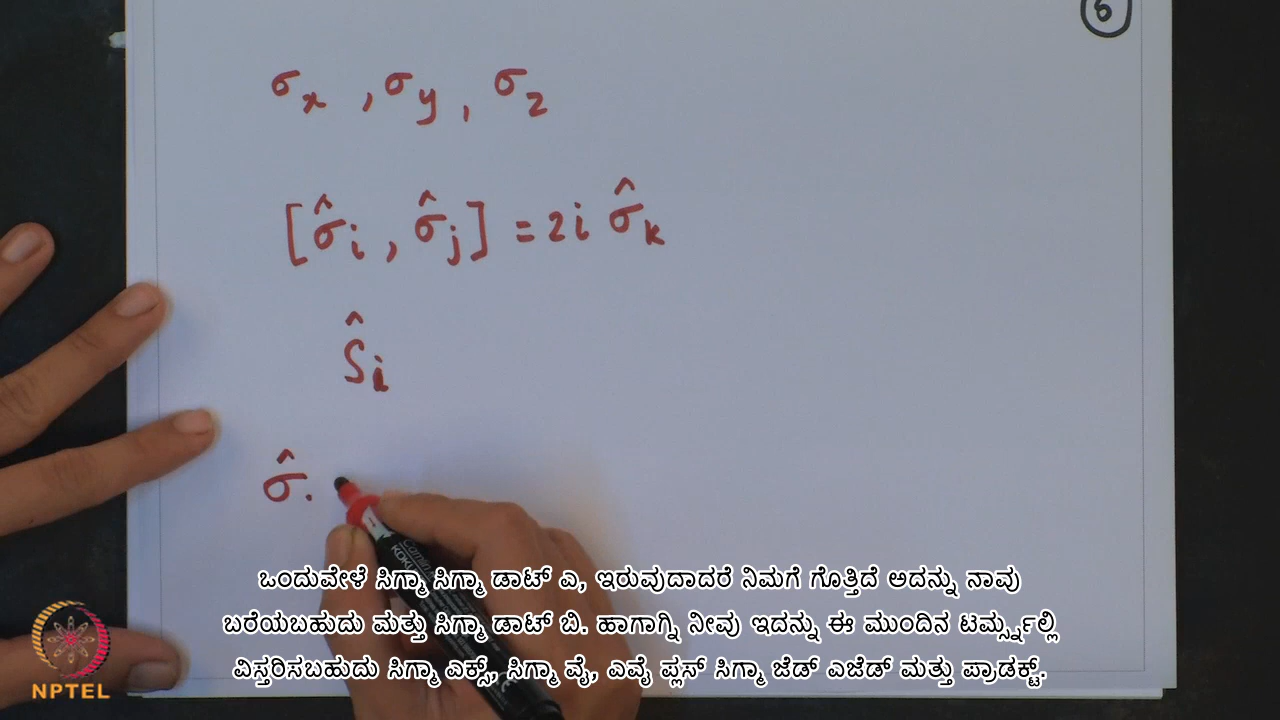 6
σx , σy , σz
[σ̂i , σ̂j] = 2i σ̂k
Ŝi
σ̂ .
ಒಂದುವೇಳೆ ಸಿಗ್ಮಾ ಸಿಗ್ಮಾ ಡಾಟ್ ಎ, ಇರುವುದಾದರೆ ನಿಮಗೆ ಗೊತ್ತಿದೆ ಅದನ್ನು ನಾವು
ಬರೆಯಬಹುದು ಮತ್ತು ಸಿಗ್ಮಾ ಡಾಟ್ ಬಿ. ಹಾಗಾಗ್ನಿ ನೀವು ಇದನ್ನು ಈ ಮುಂದಿನ ಟರ್ಮ್ಸ್ನಲ್ಲಿ
ವಿಸ್ತರಿಸಬಹುದು ಸಿಗ್ಮಾ ಎಕ್ಸ್, ಸಿಗ್ಮಾ ವೈ, ಎವೈ ಪ್ಲಸ್ ಸಿಗ್ಮಾ ಜೆಡ್ ಎಜೆಡ್ ಮತ್ತು ಪ್ರಾಡಕ್ಟ್.
NPTEL